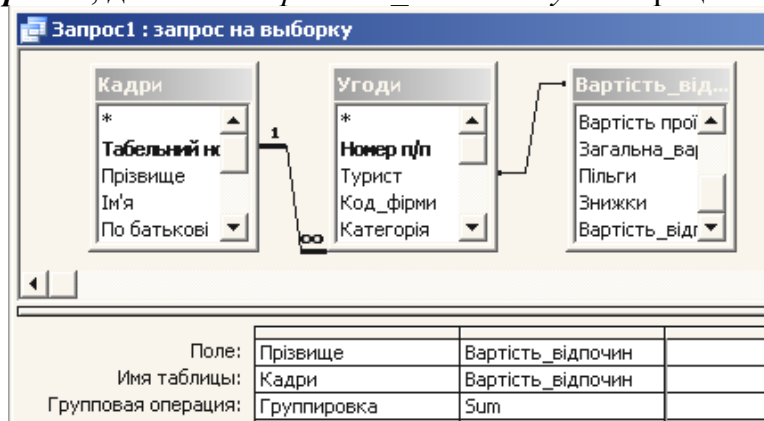 Запрос1 : запрос на выборку
Кадри
*
Табельний но
Прізвище
Ім'я
По батькові
1
∞
Угоди
*
Номер п/п
Турист
Код_фірми
Категорія
Вартість_від...
Вартість прої
Загальна_вар
Пільги
Знижки
Вартість_відп
Поле: Прізвище Вартість_відпочин
Имя таблицы: Кадри Вартість_відпочин
Групповая операция: Группировка Sum